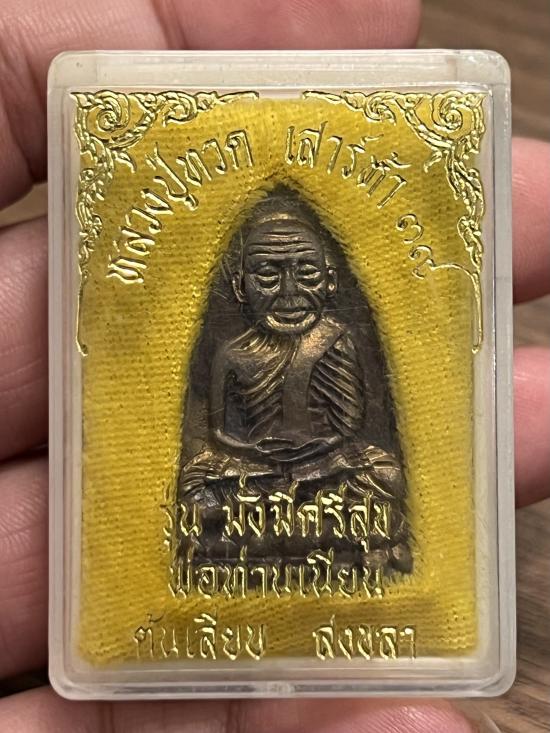 หลวงปู่ทวด เสาร์ห้า ๓๙
รุ่น มั่งมีศรีสุข
พ่อท่านเนียน
ต้นเลียบ สงขลา